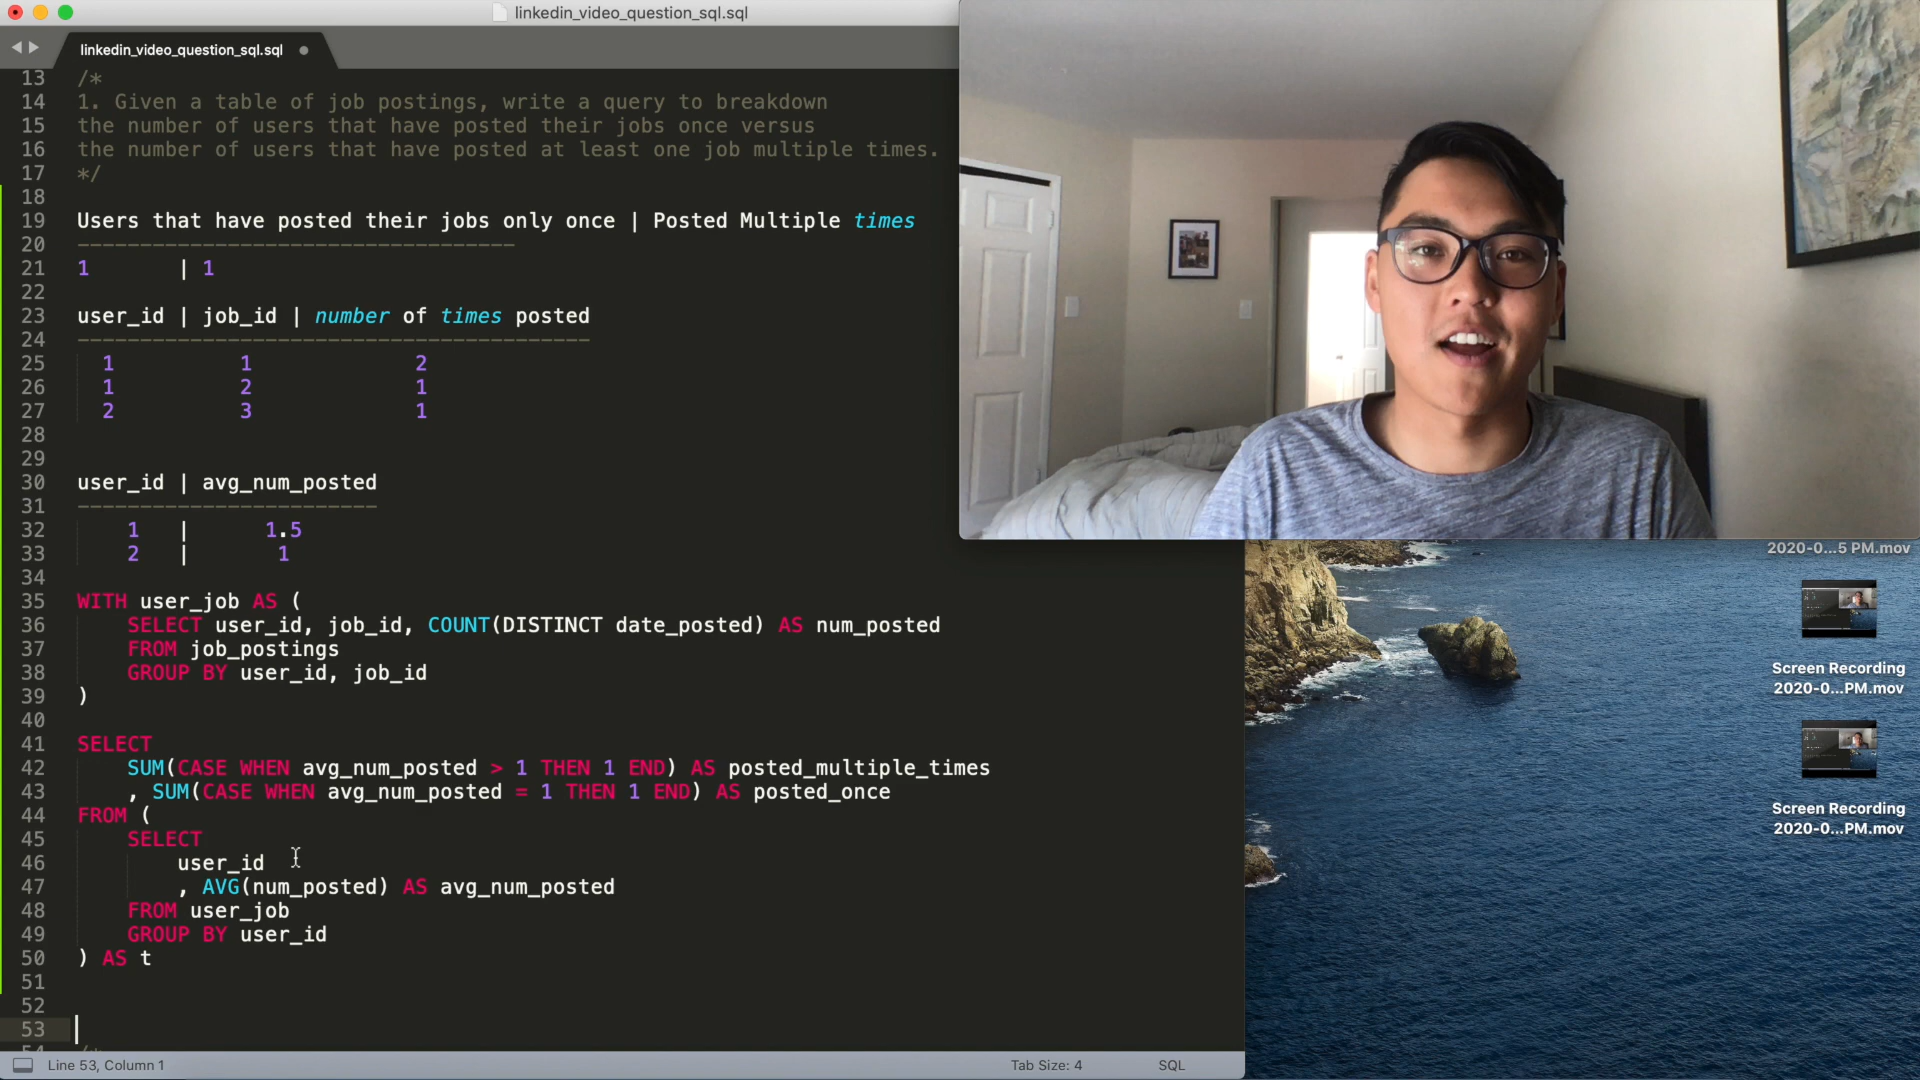 linkedin_video_question_sql.sql
linkedin_video_question_sql.sql
13 /*
14 1. Given a table of job postings, write a query to breakdown
15 the number of users that have posted their jobs once versus
16 the number of users that have posted at least one job multiple times.
17 */
18
19 Users that have posted their jobs only once | Posted Multiple times
20 -----------------------------------
21 1 | 1
22
23 user_id | job_id | number of times posted
24 -----------------------------------------
25 1 1 2
26 1 2 1
27 2 3 1
28
29
30 user_id | avg_num_posted
31 ------------------------
32 1 | 1.5
33 2 | 1
34
35 WITH user_job AS (
36 SELECT user_id, job_id, COUNT(DISTINCT date_posted) AS num_posted
37 FROM job_postings
38 GROUP BY user_id, job_id
39 )
40
41 SELECT
42 SUM(CASE WHEN avg_num_posted > 1 THEN 1 END) AS posted_multiple_times
43 , SUM(CASE WHEN avg_num_posted = 1 THEN 1 END) AS posted_once
44 FROM (
45 SELECT
46 user_id
47 , AVG(num_posted) AS avg_num_posted
48 FROM user_job
49 GROUP BY user_id
50 ) AS t
51
52
53
Line 53, Column 1
Tab Size: 4
SQL
2020-0...5 PM.mov
Screen Recording
2020-0...PM.mov
Screen Recording
2020-0...PM.mov